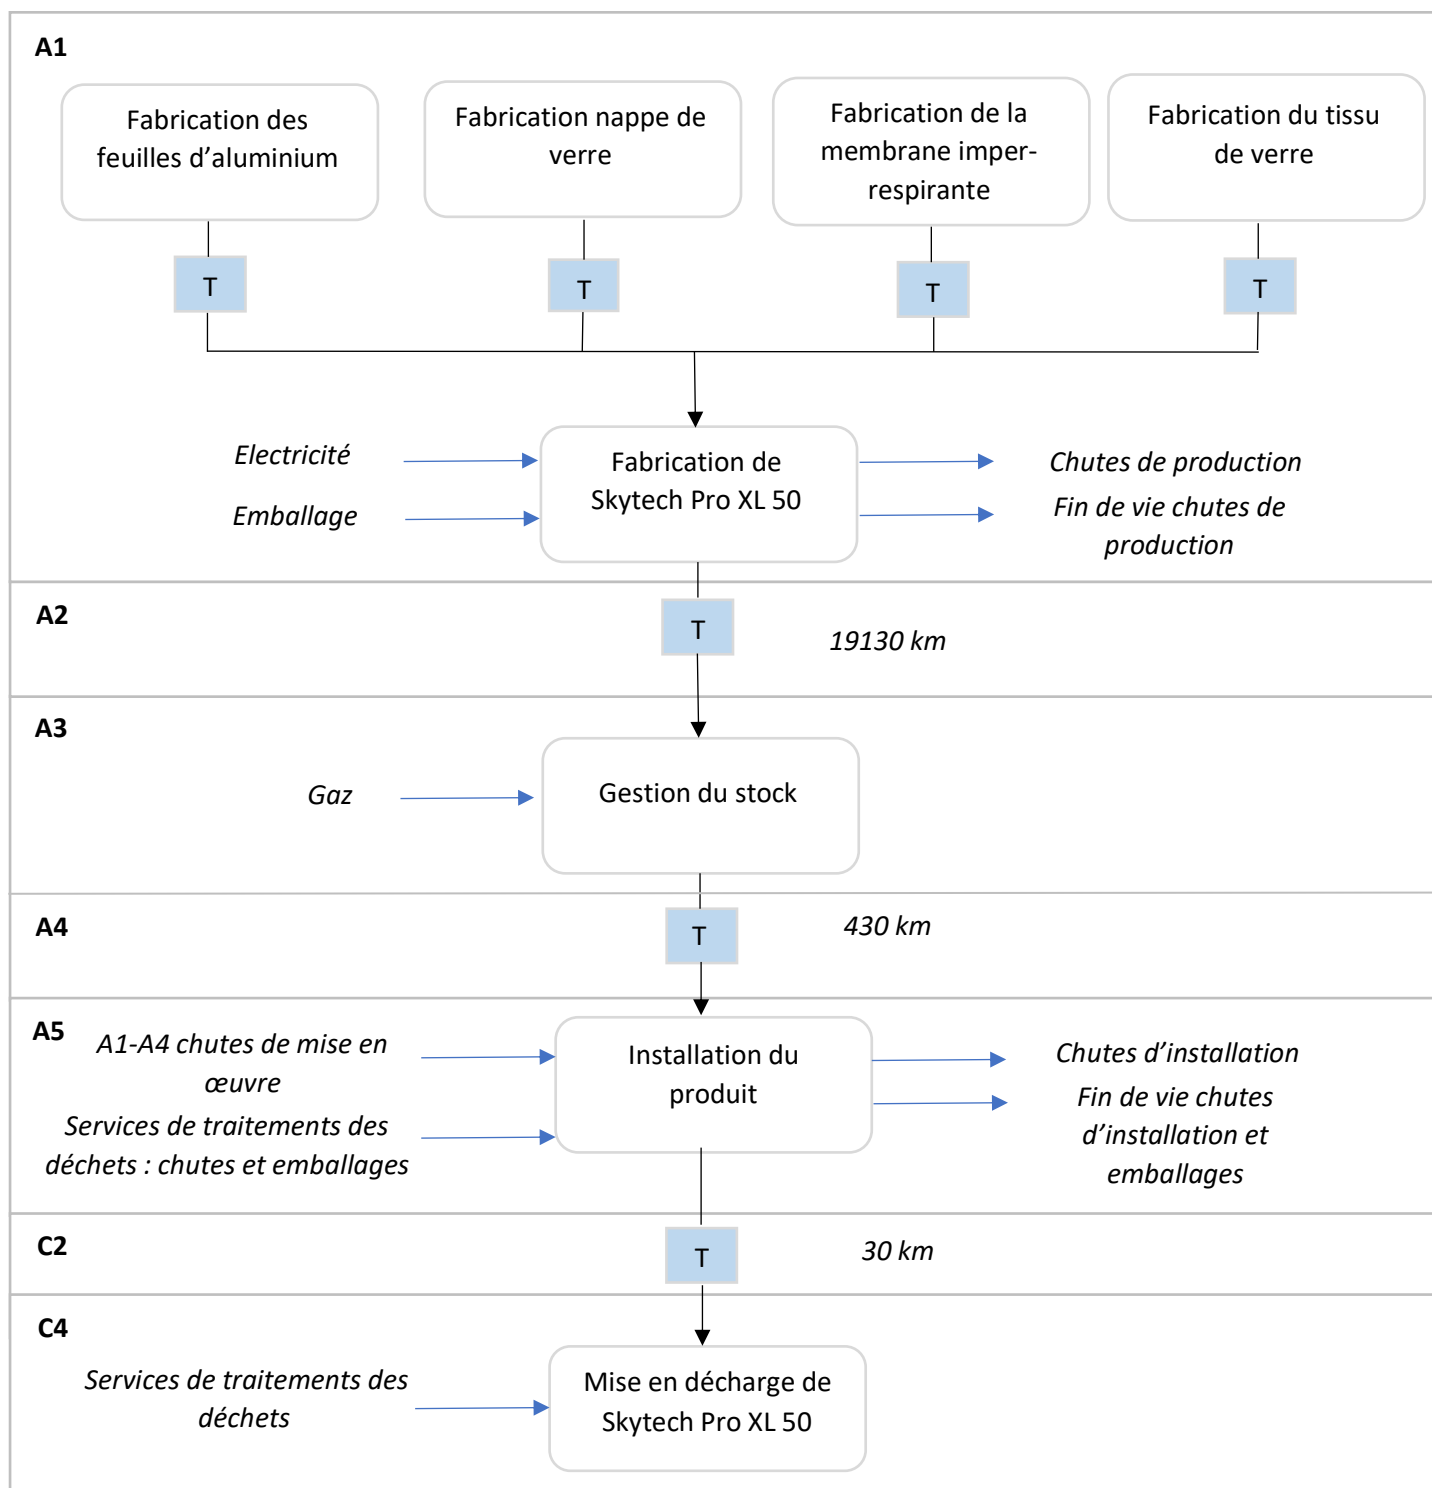 A1
Fabrication des
feuilles d’aluminium
Fabrication nappe de
verre
Fabrication de la
membrane imper-
respirante
Fabrication du tissu
de verre
T
T
T
T
Electricité
Emballage
Fabrication de
Skytech Pro XL 50
Chutes de production
Fin de vie chutes de
production
A2
T
19130 km
A3
Gaz
Gestion du stock
A4
T
430 km
A5
A1-A4 chutes de mise en
œuvre
Services de traitements des
déchets : chutes et emballages
Installation du
produit
Chutes d’installation
Fin de vie chutes
d’installation et
emballages
C2
T
30 km
C4
Services de traitements des
déchets
Mise en décharge de
Skytech Pro XL 50